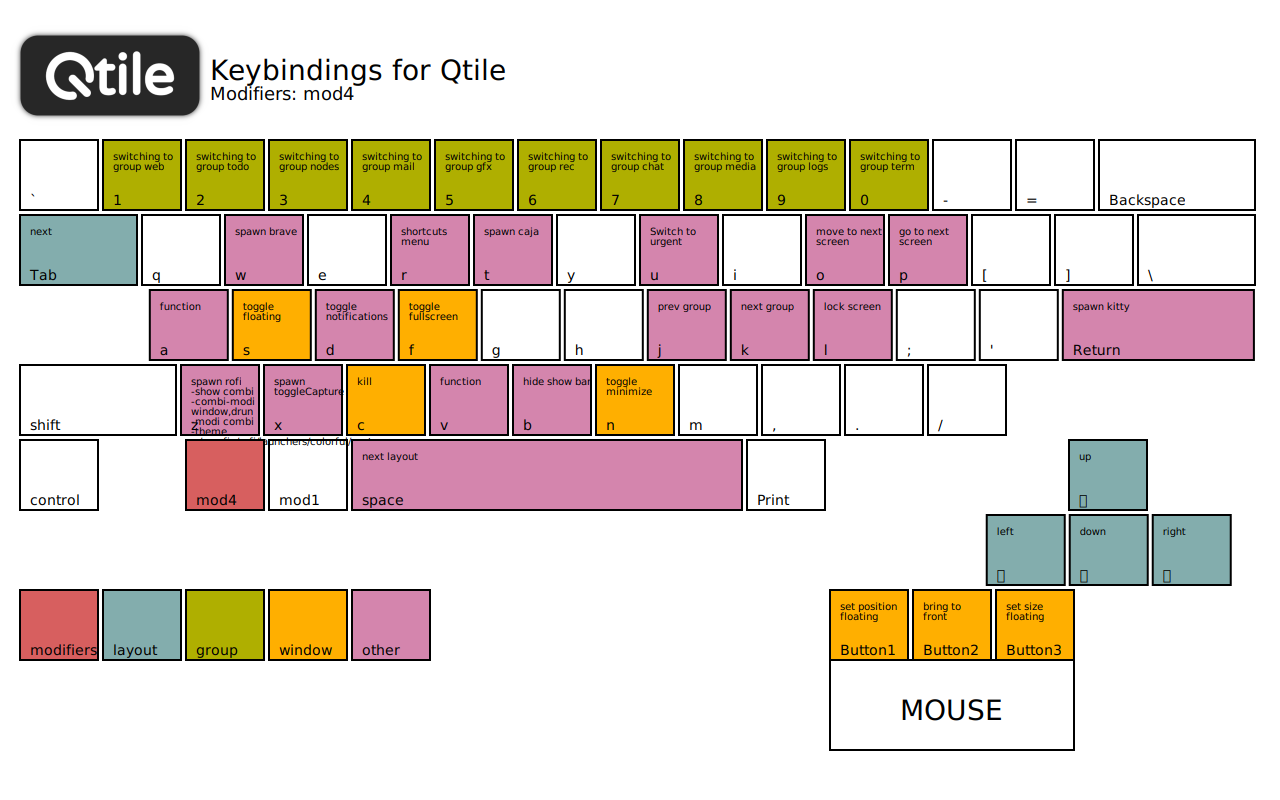 Qtile
Keybindings for Qtile
Modifiers: mod4
`
switching to
group web
1
switching to
group todo
2
switching to
group nodes
3
switching to
group mail
4
switching to
group gfx
5
switching to
group rec
6
switching to
group chat
7
switching to
group media
8
switching to
group logs
9
switching to
group term
0
-
=
Backspace
next
Tab
q
spawn brave
w
e
shortcuts
menu
r
spawn caja
t
y
Switch to
urgent
u
i
move to next
screen
o
go to next
screen
p
[
]
\
function
a
toggle
floating
s
toggle
notifications
d
toggle
fullscreen
f
g
h
prev group
j
next group
k
lock screen
l
;
'
spawn kitty
Return
shift
spawn rofi
-show combi
-combi-modi
window,drun
-modi combi
-theme
z
spawn
toggleCapture
x
kill
c
function
v
hide show bar
b
toggle
minimize
n
m
,
.
/
control
mod4
mod1
next layout
space
Print
up
left
down
right
modifiers
layout
group
window
other
set position
floating
Button1
bring to
front
Button2
set size
floating
Button3
MOUSE